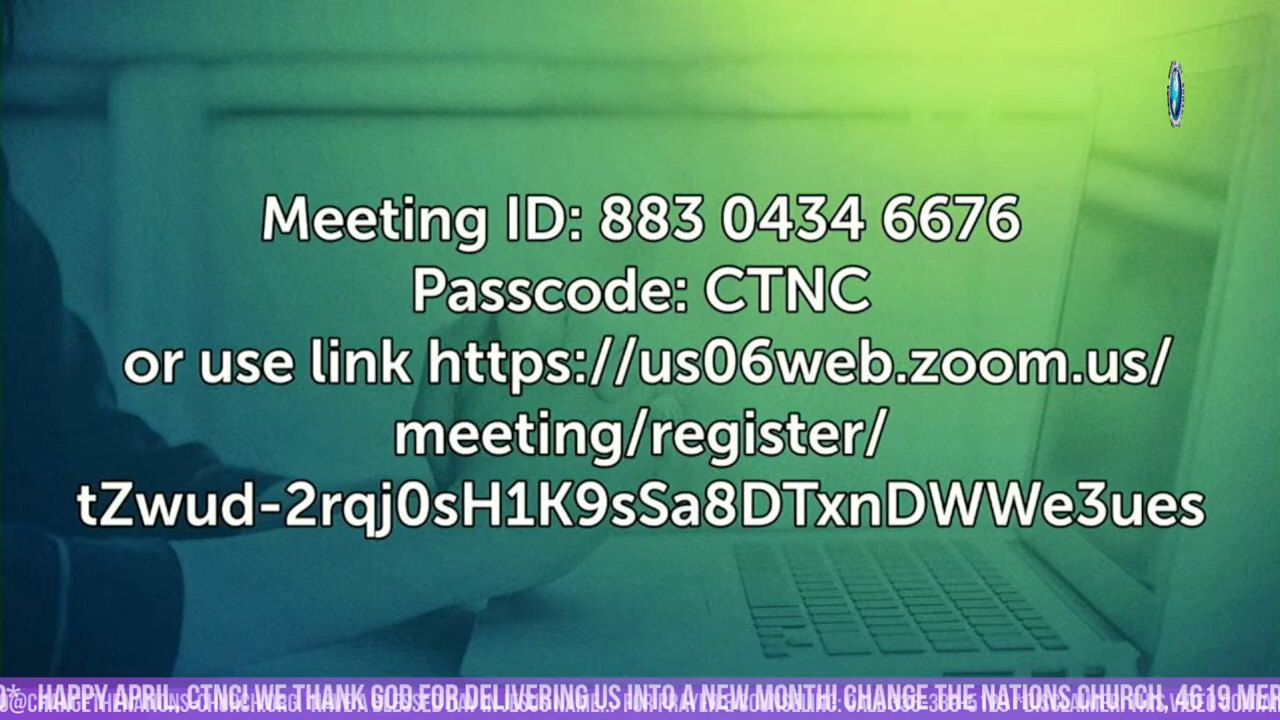 Meeting ID: 883 0434 6676
Passcode: CTNC
or use link https://us06web.zoom.us/
meeting/register/
tZwud-2rqj0sH1K9sSa8DTxnDWWe3ues
HAPPY APRIL, CTNC! WE THANK GOD FOR DELIVERING US INTO A NEW MONTH! CHANGE THE NATIONS CHURCH, 4619